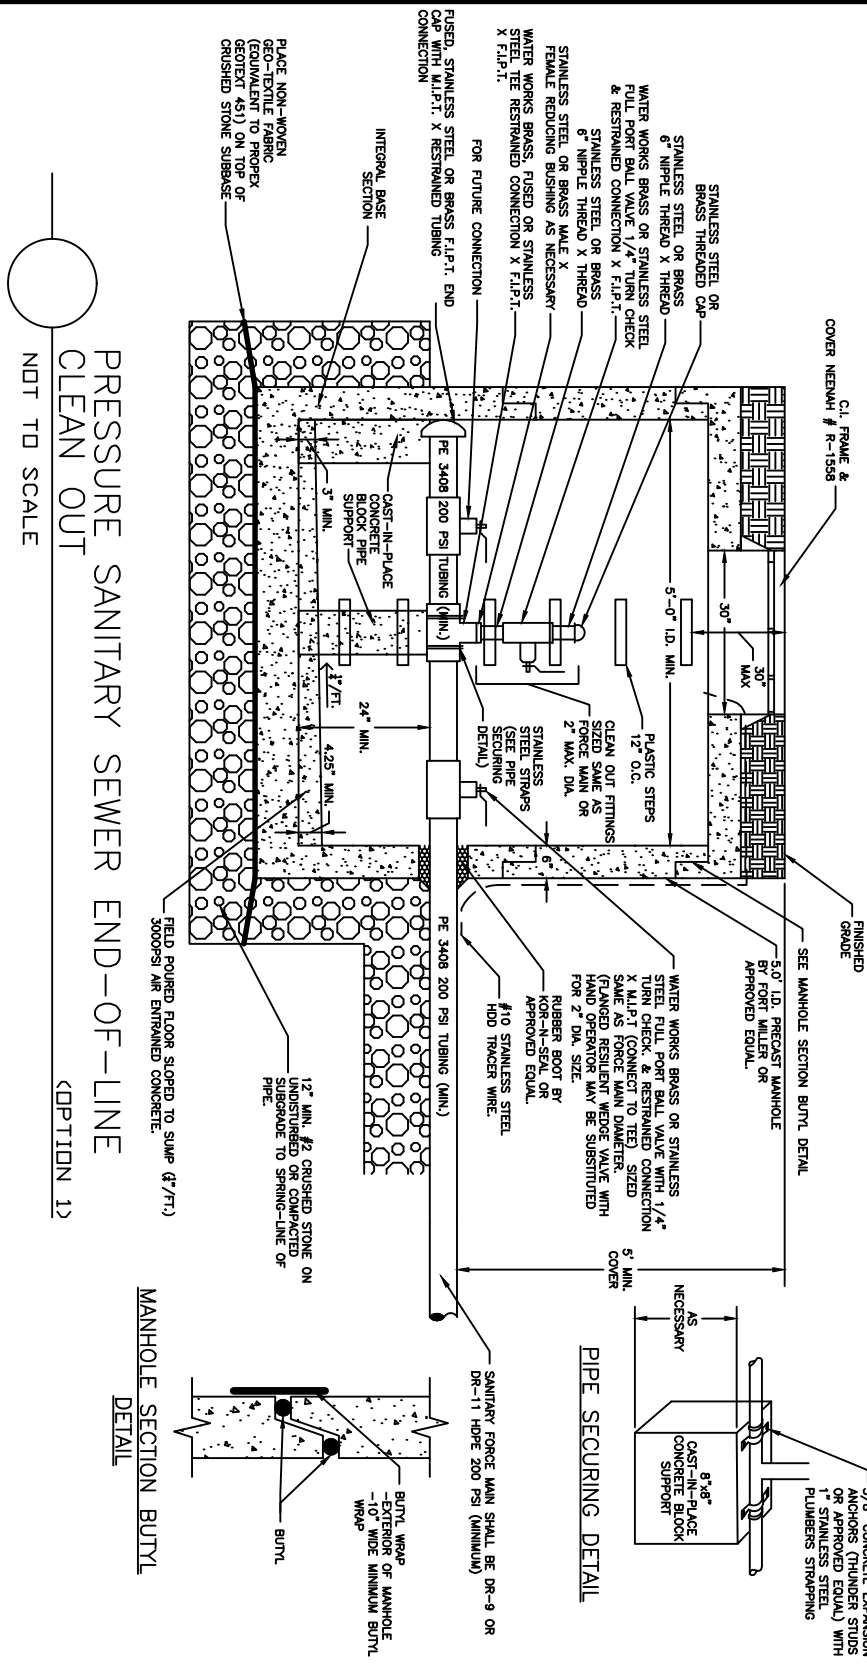 C.I. FRAME &
COVER NEENAH # R-1558
STAINLESS STEEL OR
BRASS THREADED CAP
STAINLESS STEEL OR BRASS
6" NIPPLE THREAD X THREAD
WATER WORKS BRASS OR STAINLESS STEEL
FULL PORT BALL VALVE 1/4" TURN CHECK
& RESTRAINED CONNECTION X F.I.P.T.
STAINLESS STEEL OR BRASS
6" NIPPLE THREAD X THREAD
STAINLESS STEEL OR BRASS MALE X
FEMALE REDUCING BUSHING AS NECESSARY
WATER WORKS BRASS, FUSED OR STAINLESS
STEEL TEE RESTRAINED CONNECTION X F.I.P.T.
X F.I.P.T.
FOR FUTURE CONNECTION
FUSED, STAINLESS STEEL OR BRASS F.I.P.T. END
CAP WITH M.I.P.T. X RESTRAINED TUBING
CONNECTION
INTEGRAL BASE
SECTION
PLACE NON-WOVEN
GEO-TEXTILE FABRIC
(EQUIVALENT TO PROPEX
GEOTEXT 451) ON TOP OF
CRUSHED STONE SUBBASE
30"
30"
MAX
5'-0" I.D. MIN.
PLASTIC STEPS
12" O.C.
CLEAN OUT FITTINGS
SIZED SAME AS
FORCE MAIN OR
2" MAX. DIA.
STAINLESS
STEEL STRAPS
(SEE PIPE
SECURING
DETAIL)
6"
PE 3408 200 PSI TUBING (MIN.)
CAST-IN-PLACE
CONCRETE
BLOCK PIPE
SUPPORT
3" MIN.
24" MIN.
4.25" MIN.
FINISHED
GRADE
SEE MANHOLE SECTION BUTYL DETAIL
5.0' I.D. PRECAST MANHOLE
BY FORT MILLER OR
APPROVED EQUAL.
WATER WORKS BRASS OR STAINLESS
STEEL FULL PORT BALL VALVE WITH 1/4"
TURN CHECK. & RESTRAINED CONNECTION
X M.I.P.T (CONNECT TO TEE) SIZED
SAME AS FORCE MAIN DIAMETER.
(FLANGED RESILIENT WEDGE VALVE WITH
HAND OPERATOR MAY BE SUBSTITUTED
FOR 2" DIA. SIZE.
RUBBER BOOT BY
KOR-N-SEAL OR
APPROVED EQUAL.
#10 STAINLESS STEEL
HDD TRACER WIRE.
PE 3408 200 PSI TUBING (MIN.)
5' MIN.
COVER
12" MIN. #2 CRUSHED STONE ON
UNDISTURBED OR COMPACTED
SUBGRADE TO SPRING-LINE OF
PIPE.
FIELD POURED FLOOR SLOPED TO SUMP
3000PSI AIR ENTRAINED CONCRETE.
SANITARY FORCE MAIN SHALL BE DR-9 OR
DR-11 HDPE 200 PSI (MINIMUM)
PRESSURE SANITARY SEWER END-OF-LINE
CLEAN OUT
(OPTION 1)
NOT TO SCALE
ANCHORS (THUNDER STUDS
OR APPROVED EQUAL) WITH
1" STAINLESS STEEL
PLUMBERS STRAPPING
8"x8"
CAST-IN-PLACE
CONCRETE BLOCK
SUPPORT
AS
NECESSARY
PIPE SECURING DETAIL
BUTYL WRAP
-EXTERIOR OF MANHOLE
-10" WIDE MINIMUM BUTYL
WRAP
BUTYL
MANHOLE SECTION BUTYL
DETAIL